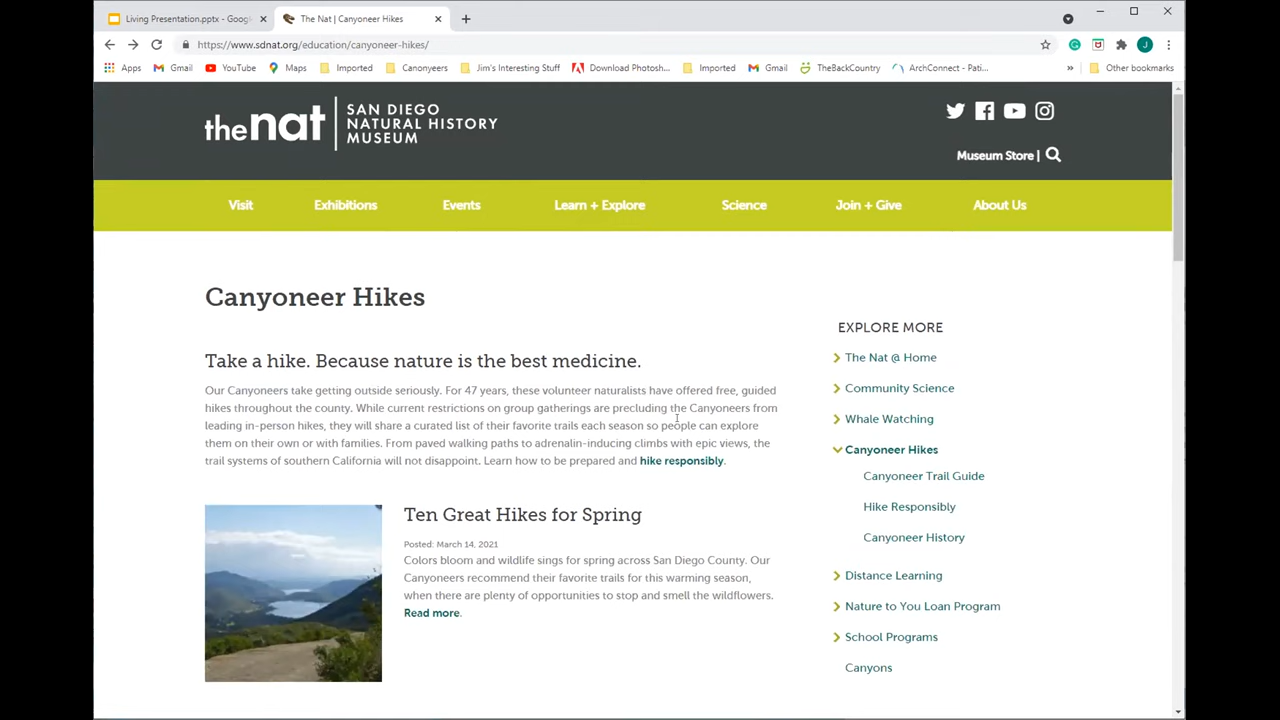 Living Presentation.pptx - Googl
The Nat | Canyoneer Hikes
https://www.sdnat.org/education/canyoneer-hikes/
J
Apps
Gmail
YouTube
Maps
Imported
Canonyeers
Jim's Interesting Stuff
Download Photosh...
Imported
Gmail
TheBackCountry
ArchConnect - Pati...
»
Other bookmarks
thenat
SAN DIEGO
NATURAL HISTORY
MUSEUM
Museum Store |
Visit
Exhibitions
Events
Learn + Explore
Science
Join + Give
About Us
Canyoneer Hikes
Take a hike. Because nature is the best medicine.
Our Canyoneers take getting outside seriously. For 47 years, these volunteer naturalists have offered free, guided
hikes throughout the county. While current restrictions on group gatherings are precluding the Canyoneers from
leading in-person hikes, they will share a curated list of their favorite trails each season so people can explore
them on their own or with families. From paved walking paths to adrenalin-inducing climbs with epic views, the
trail systems of southern California will not disappoint. Learn how to be prepared and hike responsibly.
Ten Great Hikes for Spring
Posted: March 14, 2021
Colors bloom and wildlife sings for spring across San Diego County. Our
Canyoneers recommend their favorite trails for this warming season,
when there are plenty of opportunities to stop and smell the wildflowers.
Read more.
EXPLORE MORE
The Nat @ Home
Community Science
Whale Watching
Canyoneer Hikes
Canyoneer Trail Guide
Hike Responsibly
Canyoneer History
Distance Learning
Nature to You Loan Program
School Programs
Canyons